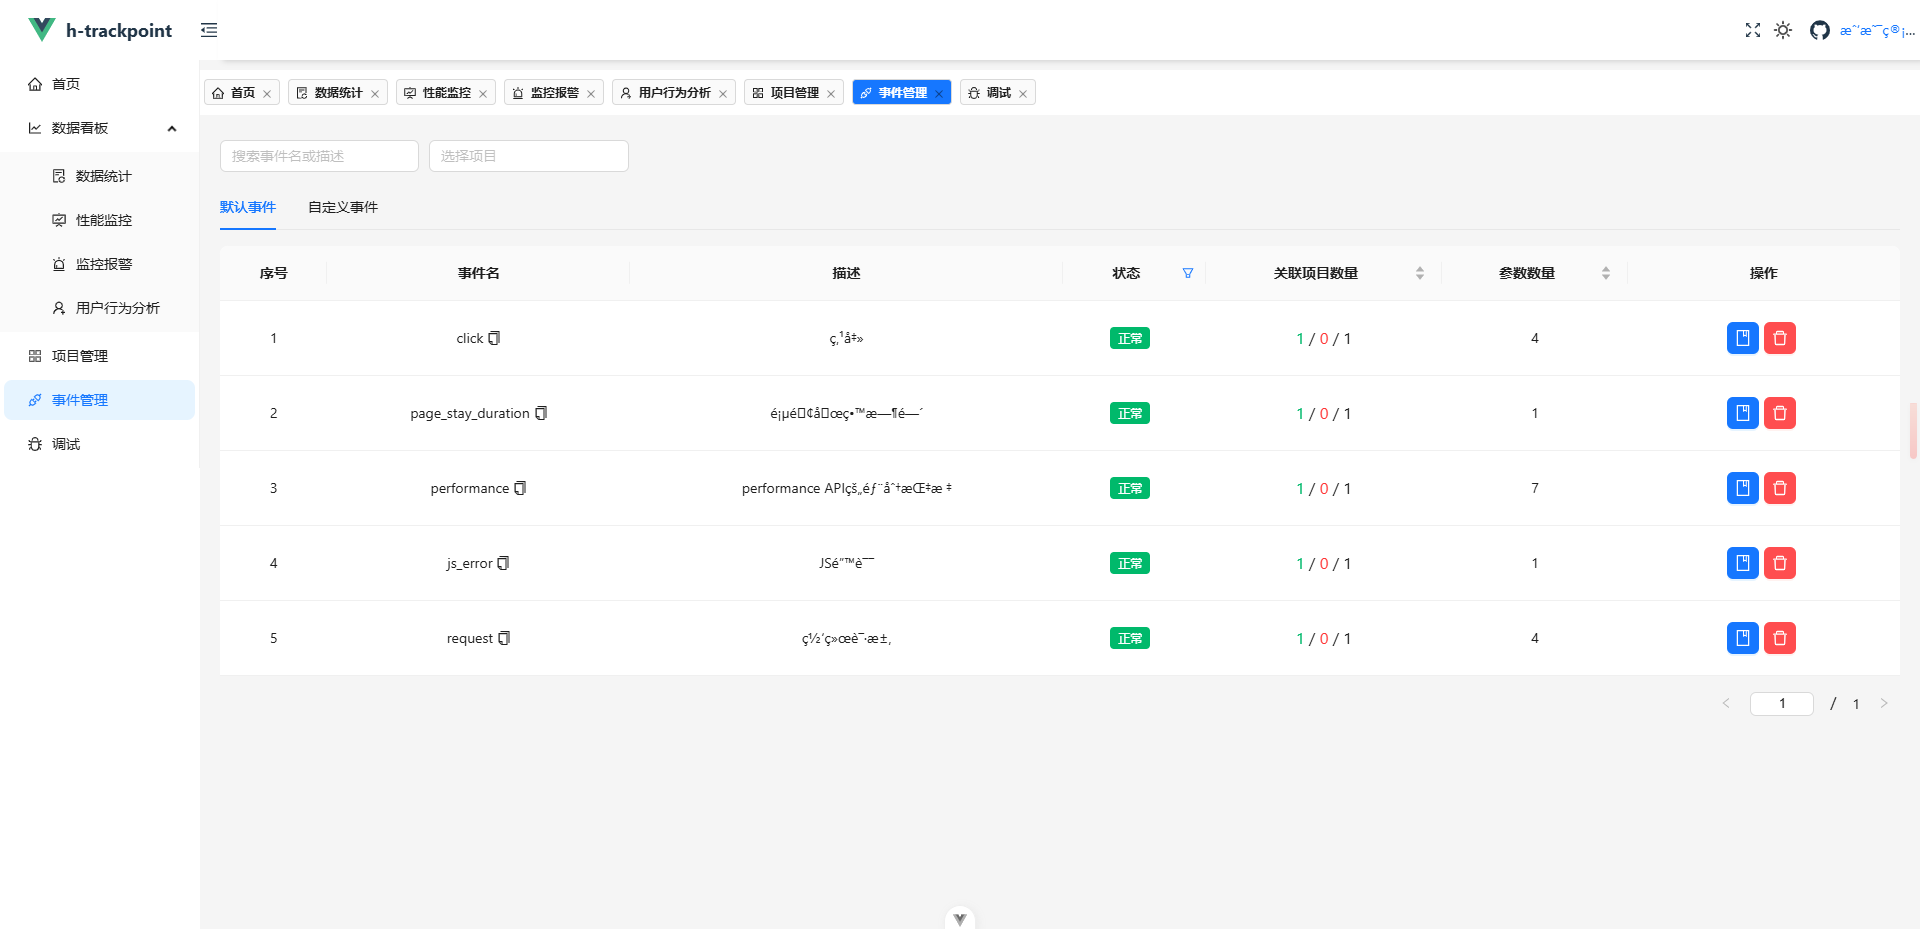 h-trackpoint
æˆ‘æ˜¯ç®¡...
首页
数据看板
数据统计
性能监控
监控报警
用户行为分析
项目管理
事件管理
调试
首页 数据统计 性能监控 监控报警 用户行为分析 项目管理 事件管理 调试
搜索事件名或描述 选择项目
默认事件 自定义事件
序号 事件名 描述 状态 关联项目数量 参数数量 操作
1 click ç‚¹å‡» 正常 1 / 0 / 1 4
2 page_stay_duration é¡µé¢åœç•™æ—¶é—´ 正常 1 / 0 / 1 1
3 performance performance APIçš„éƒ¨åˆ†æŒ‡æ ‡ 正常 1 / 0 / 1 7
4 js_error JSé”™è¯¯ 正常 1 / 0 / 1 1
5 request ç½‘ç»œè¯·æ±‚ 正常 1 / 0 / 1 4
1 / 1